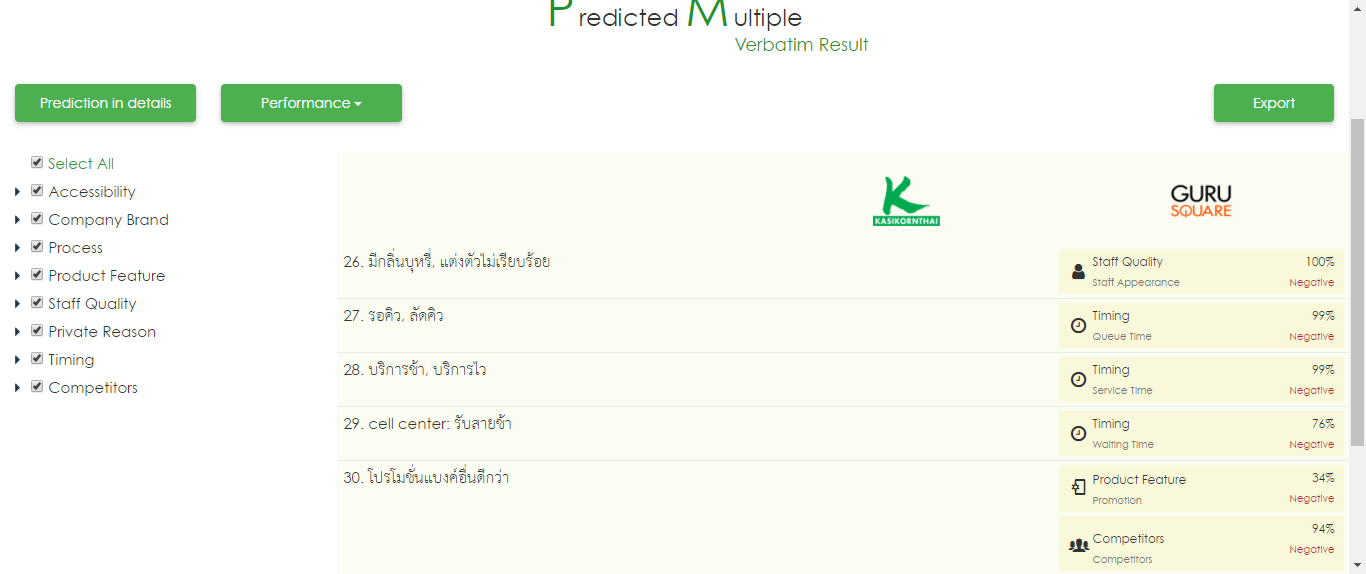 Predicted Multiple
Verbatim Result
Prediction in details
Performance
Export
Select All
Accessibility
Company Brand
Process
Product Feature
Staff Quality
Private Reason
Timing
Competitors
KASIKORNTHAI
GURU
SQUARE
26. มีกลิ่นบุหรี่, แต่งตัวไม่เรียบร้อย
Staff Quality 100%
Staff Appearance Negative
27. รอคิว, ลัดคิว
Timing 99%
Queue Time Negative
28. บริการช้า, บริการไว
Timing 99%
Service Time Negative
29. cell center: รับสายช้า
Timing 76%
Waiting Time Negative
30. โปรโมชั่นแบงค์อื่นดีกว่า
Product Feature 34%
Promotion Negative
Competitors 94%
Competitors Negative